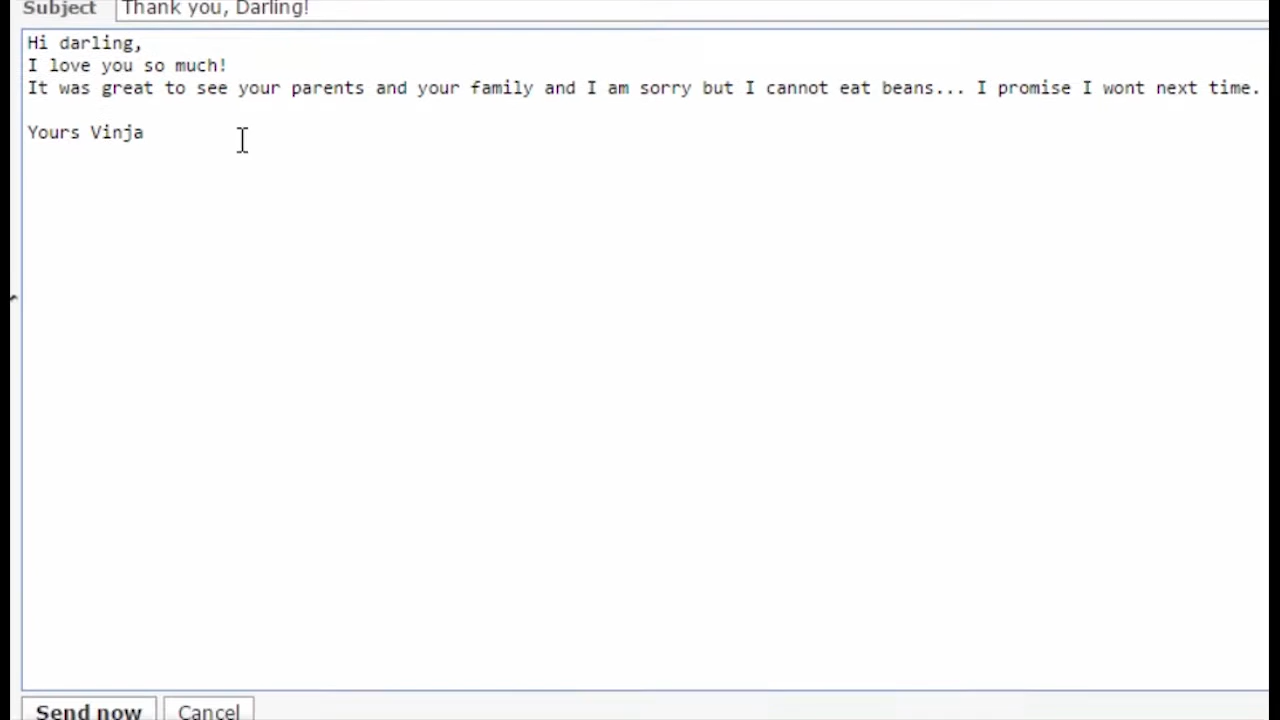 Subject Thank you, Darling!
Hi darling,
I love you so much!
It was great to see your parents and your family and I am sorry but I cannot eat beans... I promise I wont next time.
Yours Vinja
Send now Cancel